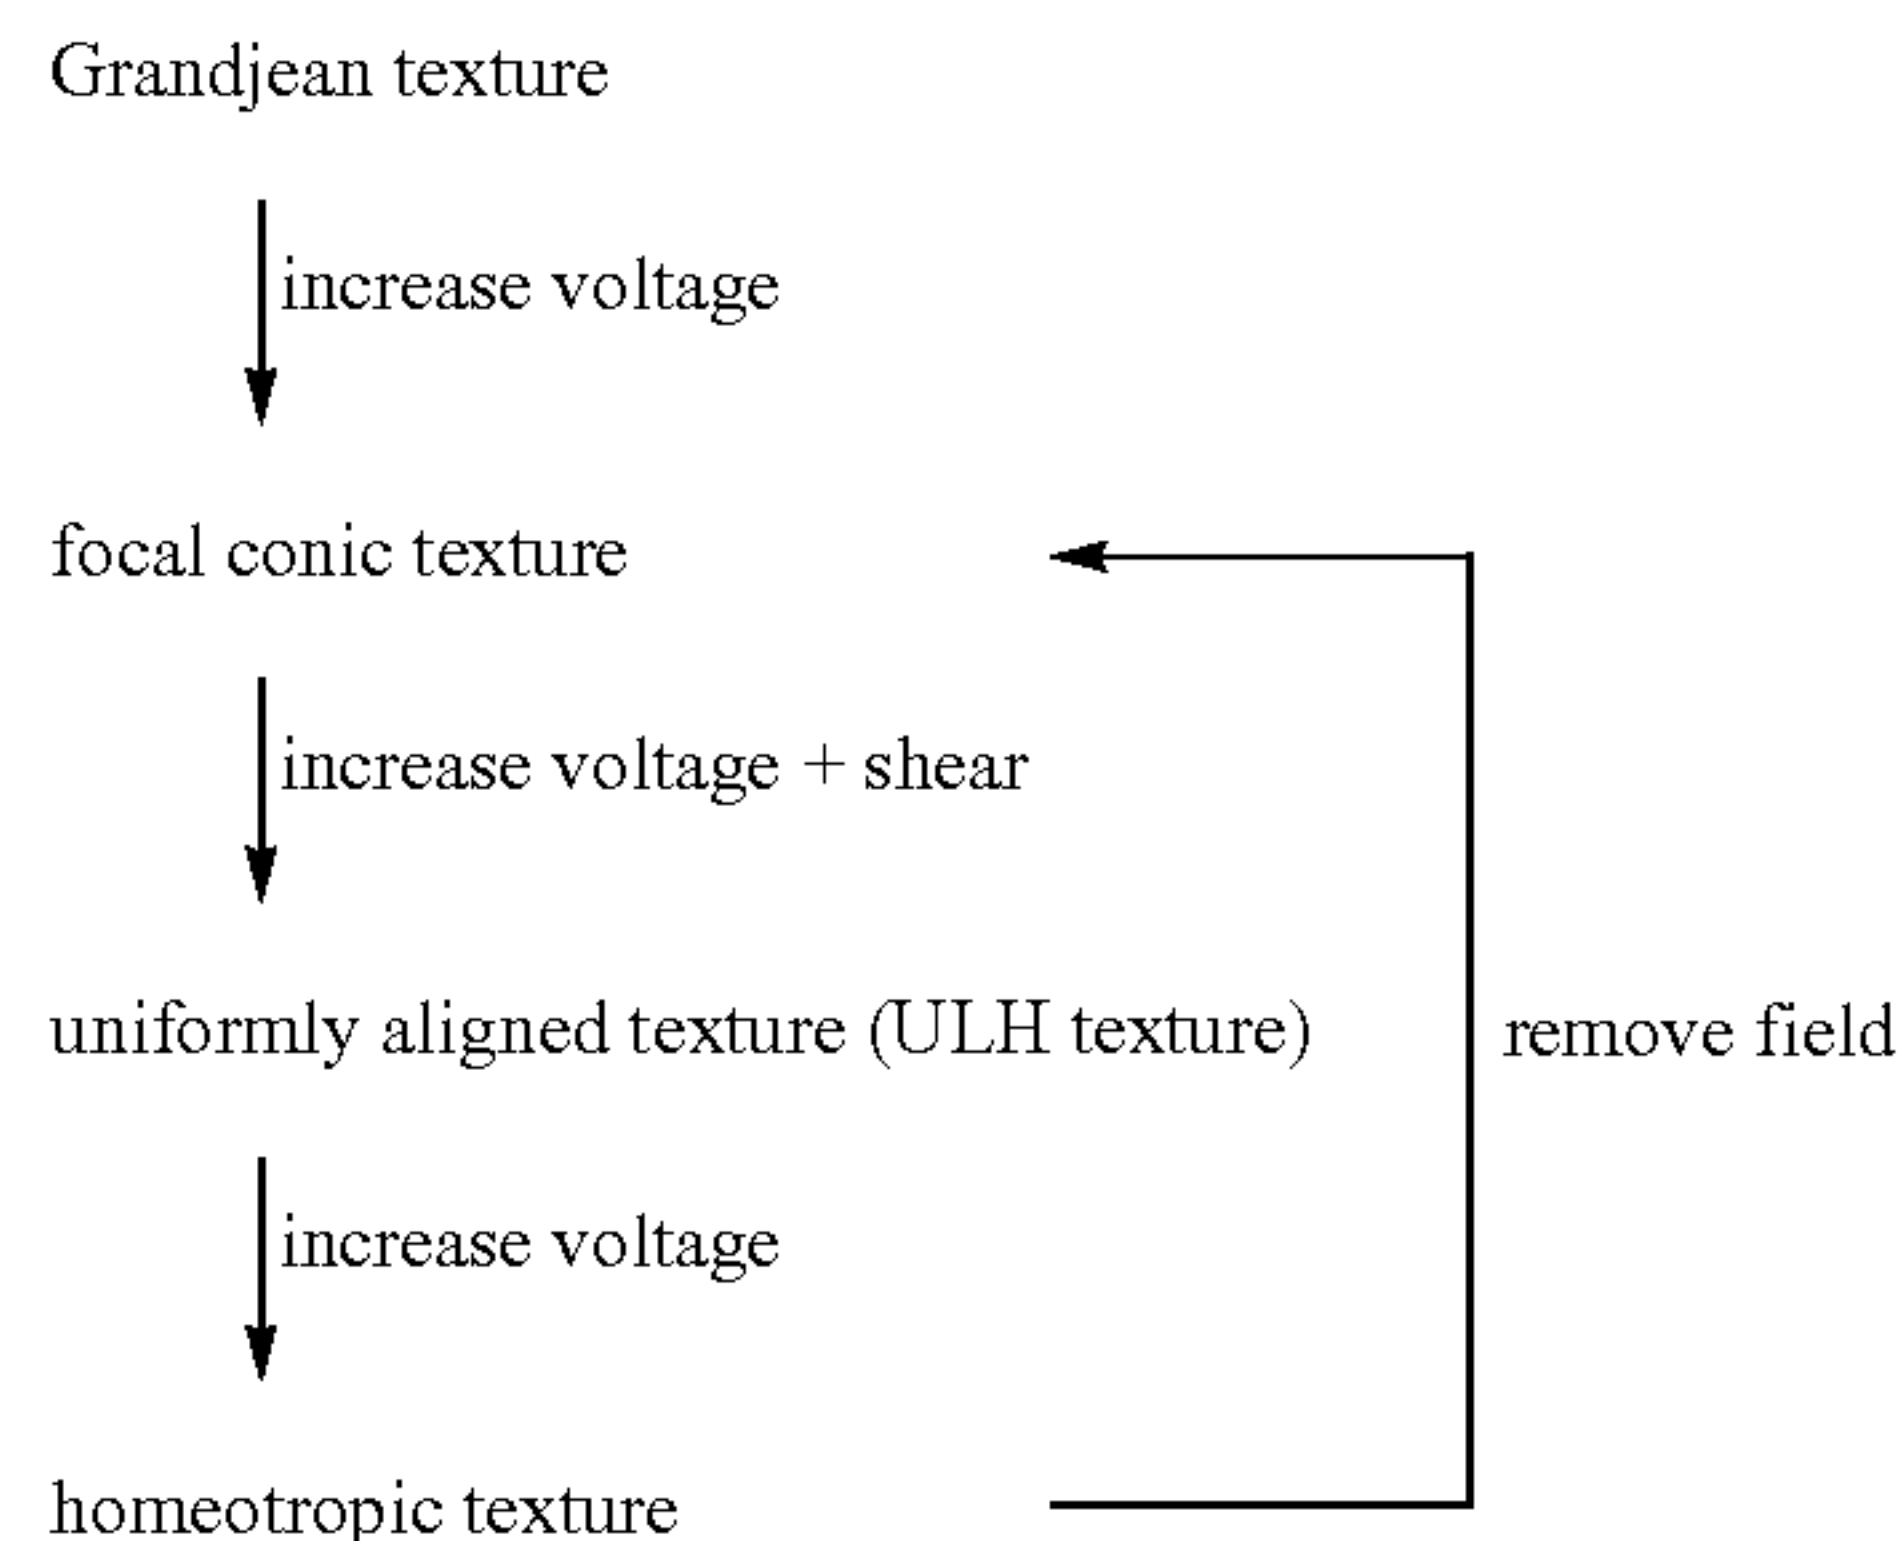 Grandjean texture
increase voltage
focal conic texture
increase voltage + shear
uniformly aligned texture (ULH texture)
remove field
increase voltage
homeotropic texture